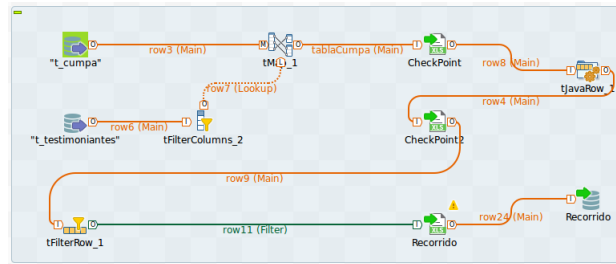 row3 (Main)
tablaCumpa (Main)
"t_cumpa"
tMap_1
CheckPoint
row8 (Main)
tJavaRow_1
row7 (Lookup)
row4 (Main)
row6 (Main)
"t_testimoniantes"
tFilterColumns_2
CheckPoint2
row9 (Main)
row11 (Filter)
row24 (Main)
Recorrido
tFilterRow_1
Recorrido